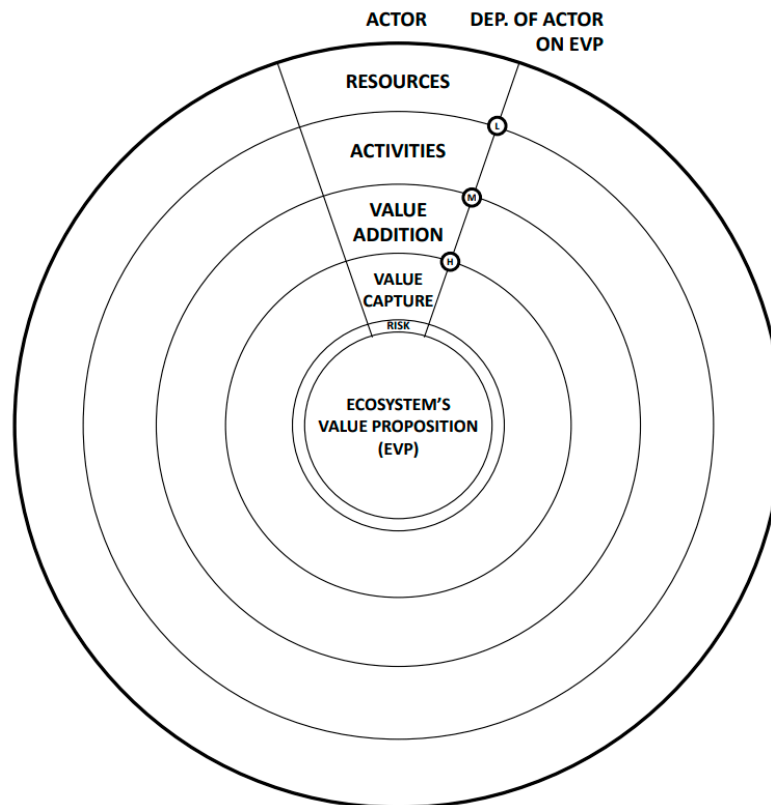 ACTOR
DEP. OF ACTOR
ON EVP
RESOURCES
L
ACTIVITIES
M
VALUE
ADDITION
H
VALUE
CAPTURE
RISK
ECOSYSTEM'S
VALUE PROPOSITION
(EVP)